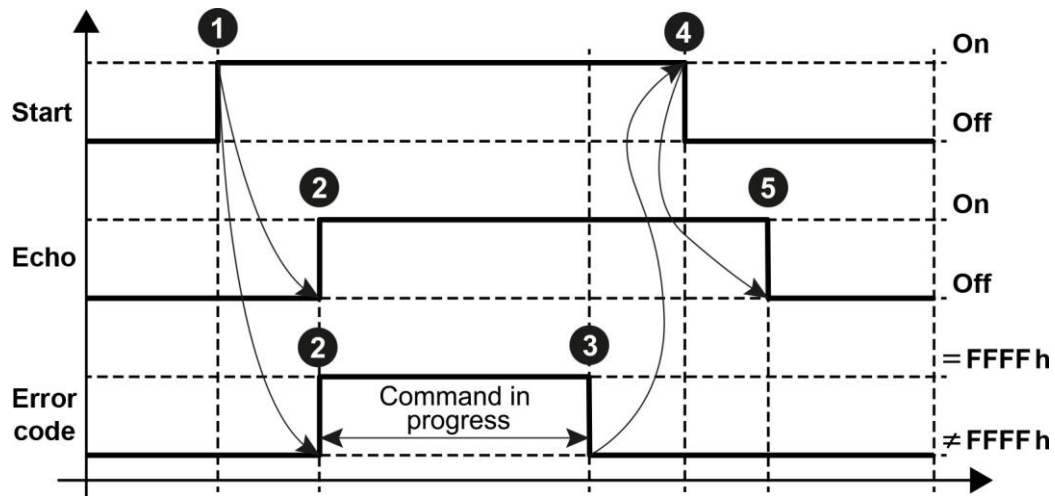 1
4
On
Start
Off
2
5
On
Echo
Off
2
3
= FFFF h
Command in
progress
Error
code
≠ FFFF h